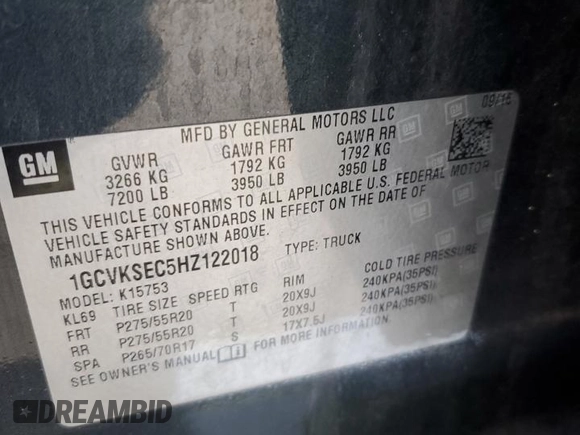 09/16
MFD BY GENERAL MOTORS LLC
GM
GVWR GAWR FRT GAWR RR
3266 KG 1792 KG 1792 KG
7200 LB 3950 LB 3950 LB
THIS VEHICLE CONFORMS TO ALL APPLICABLE U.S. FEDERAL MOTOR
VEHICLE SAFETY STANDARDS IN EFFECT ON THE DATE OF
MANUFACTURE SHOWN ABOVE.
1GCVKSEC5HZ122018 TYPE: TRUCK
MODEL: K15753
KL69 TIRE SIZE SPEED RTG RIM COLD TIRE PRESSURE
FRT P275/55R20 T 20X9J 240KPA(35PSI)
RR P275/55R20 T 20X9J 240KPA(35PSI)
SPA P265/70R17 S 17X7.5J 240KPA(35PSI)
SEE OWNER'S MANUAL FOR MORE INFORMATION.
DREAMBID